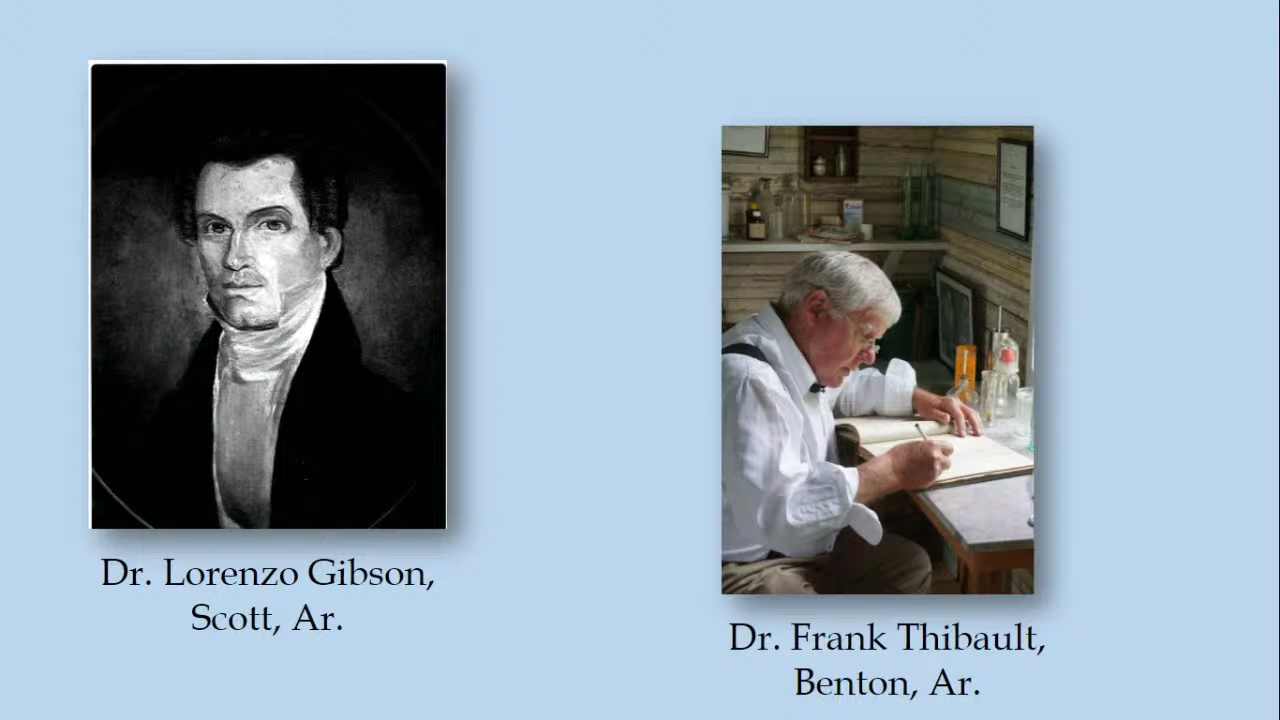 Dr. Lorenzo Gibson,
Scott, Ar.
Dr. Frank Thibault,
Benton, Ar.